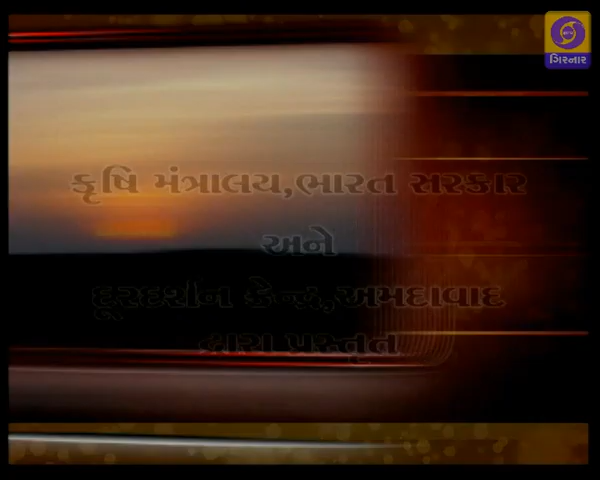 ગિરનાર
કૃષિ મંત્રાલય,ભારત સરકાર
અને
દૂરદર્શન કેન્દ્ર,અમદાવાદ
દ્વારા પ્રસ્તુત